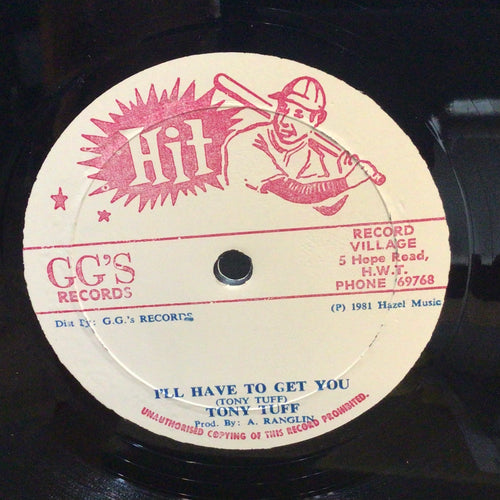 Hit
GG'S
RECORDS
RECORD
VILLAGE
5 Hope Road,
H.W.T.
PHONE 69768
Dist By: G.G.'s RECORDS
(P) 1981 Hazel Music
I'LL HAVE TO GET YOU
(TONY TUFF)
TONY TUFF
Prod. By: A. RANGLIN
UNAUTHORISED COPYING OF THIS RECORD PROHIBITED.